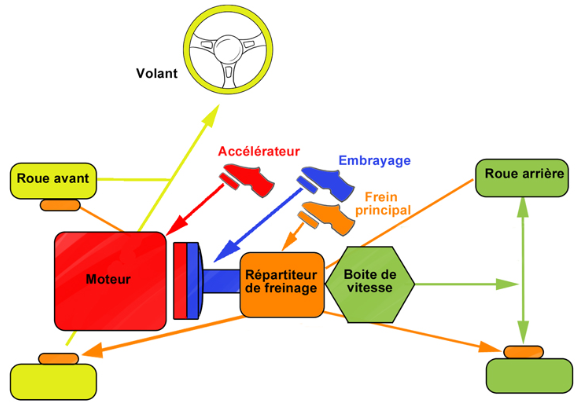 Volant
Accélérateur
Embrayage
Roue avant
Roue arrière
Frein
principal
Moteur
Répartiteur
de freinage
Boite de
vitesse